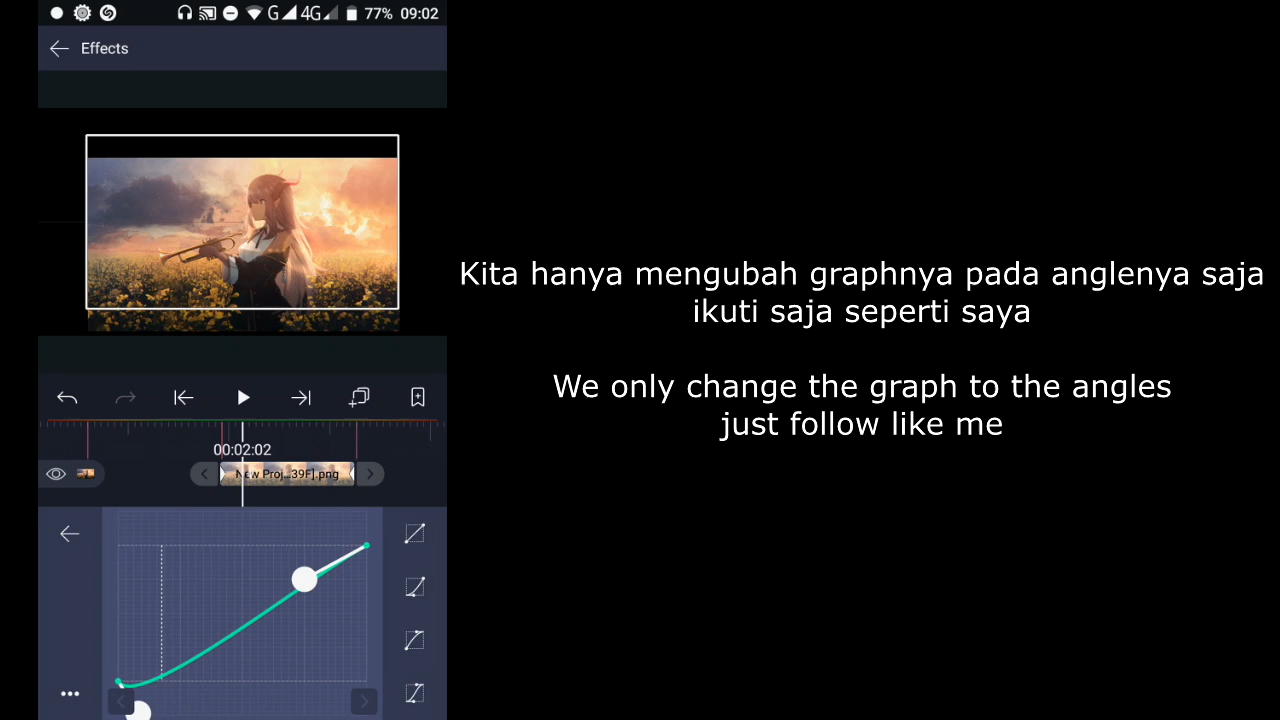 G 4G 77% 09:02
Effects
Kita hanya mengubah graphnya pada anglenya saja
ikuti saja seperti saya
We only change the graph to the angles
just follow like me
00:02:02
New Proj...39F].png